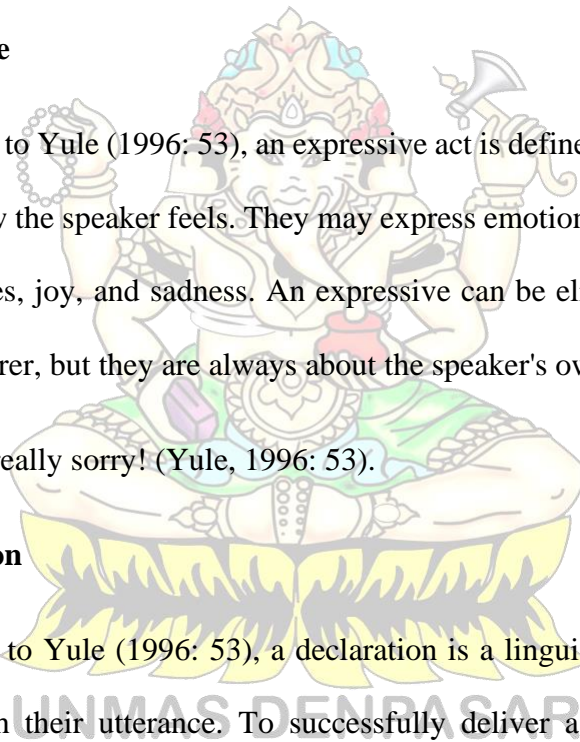 e
to Yule (1996: 53), an expressive act is define
y the speaker feels. They may express emotion
es, joy, and sadness. An expressive can be el
rer, but they are always about the speaker's ow
really sorry! (Yule, 1996: 53).
on
to Yule (1996: 53), a declaration is a lingui
n their utterance. To successfully deliver a
UNMAS DENPASAR